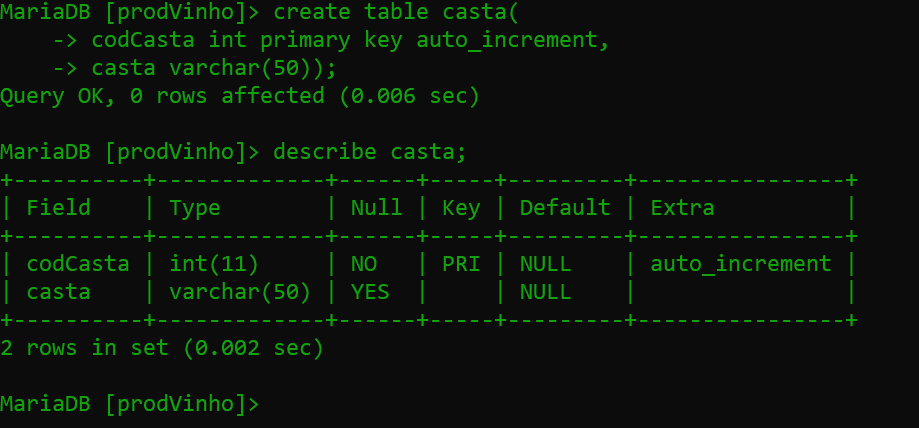 MariaDB [prodVinho]> create table casta(
    -> codCasta int primary key auto_increment,
    -> casta varchar(50));
Query OK, 0 rows affected (0.006 sec)

MariaDB [prodVinho]> describe casta;
+----------+-------------+------+-----+---------+----------------+
| Field    | Type        | Null | Key | Default | Extra          |
+----------+-------------+------+-----+---------+----------------+
| codCasta | int(11)     | NO   | PRI | NULL    | auto_increment |
| casta    | varchar(50) | YES  |     | NULL    |                |
+----------+-------------+------+-----+---------+----------------+
2 rows in set (0.002 sec)

MariaDB [prodVinho]>